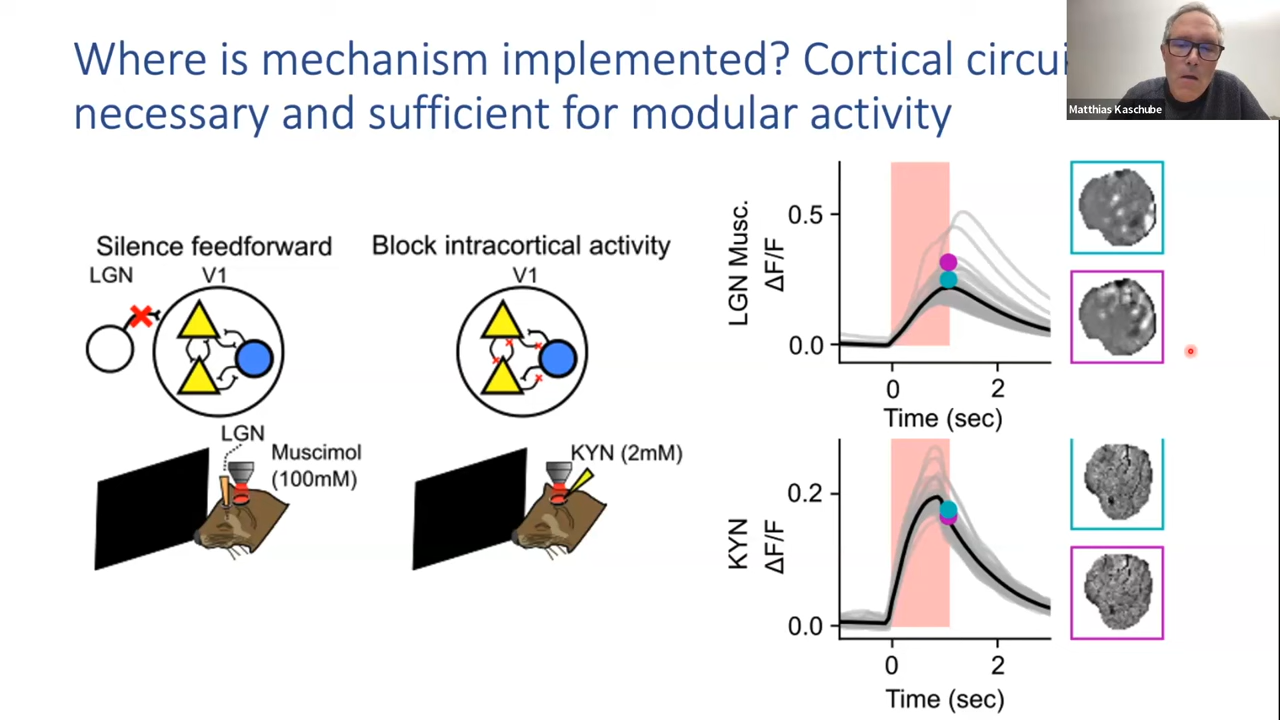 Where is mechanism implemented? Cortical circui
necessary and sufficient for modular activity
Matthias Kaschube
Silence feedforward
LGN
V1
Block intracortical activity
V1
LGN
Muscimol
(100mM)
KYN (2mM)
LGN Musc.
ΔF/F
0.5
0.0
0
2
Time (sec)
KYN
ΔF/F
0.2
0.0
0
2
Time (sec)